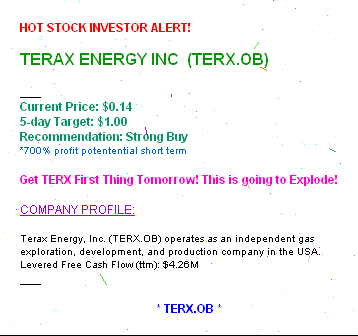 HOT STOCK INVESTOR ALERT!
TERAX ENERGY INC (TERX.OB)
Current Price: $0.14
5-day Target: $1.00
Recommendation: Strong Buy
*700% profit potentential short term
Get TERX First Thing Tomorrow! This is going to Explode!
COMPANY PROFILE:
Terax Energy, Inc. (TERX.OB) operates as an independent gas
exploration, development, and production company in the USA.
Levered Free Cash Flow (ttm): $4.26M
* TERX.OB *